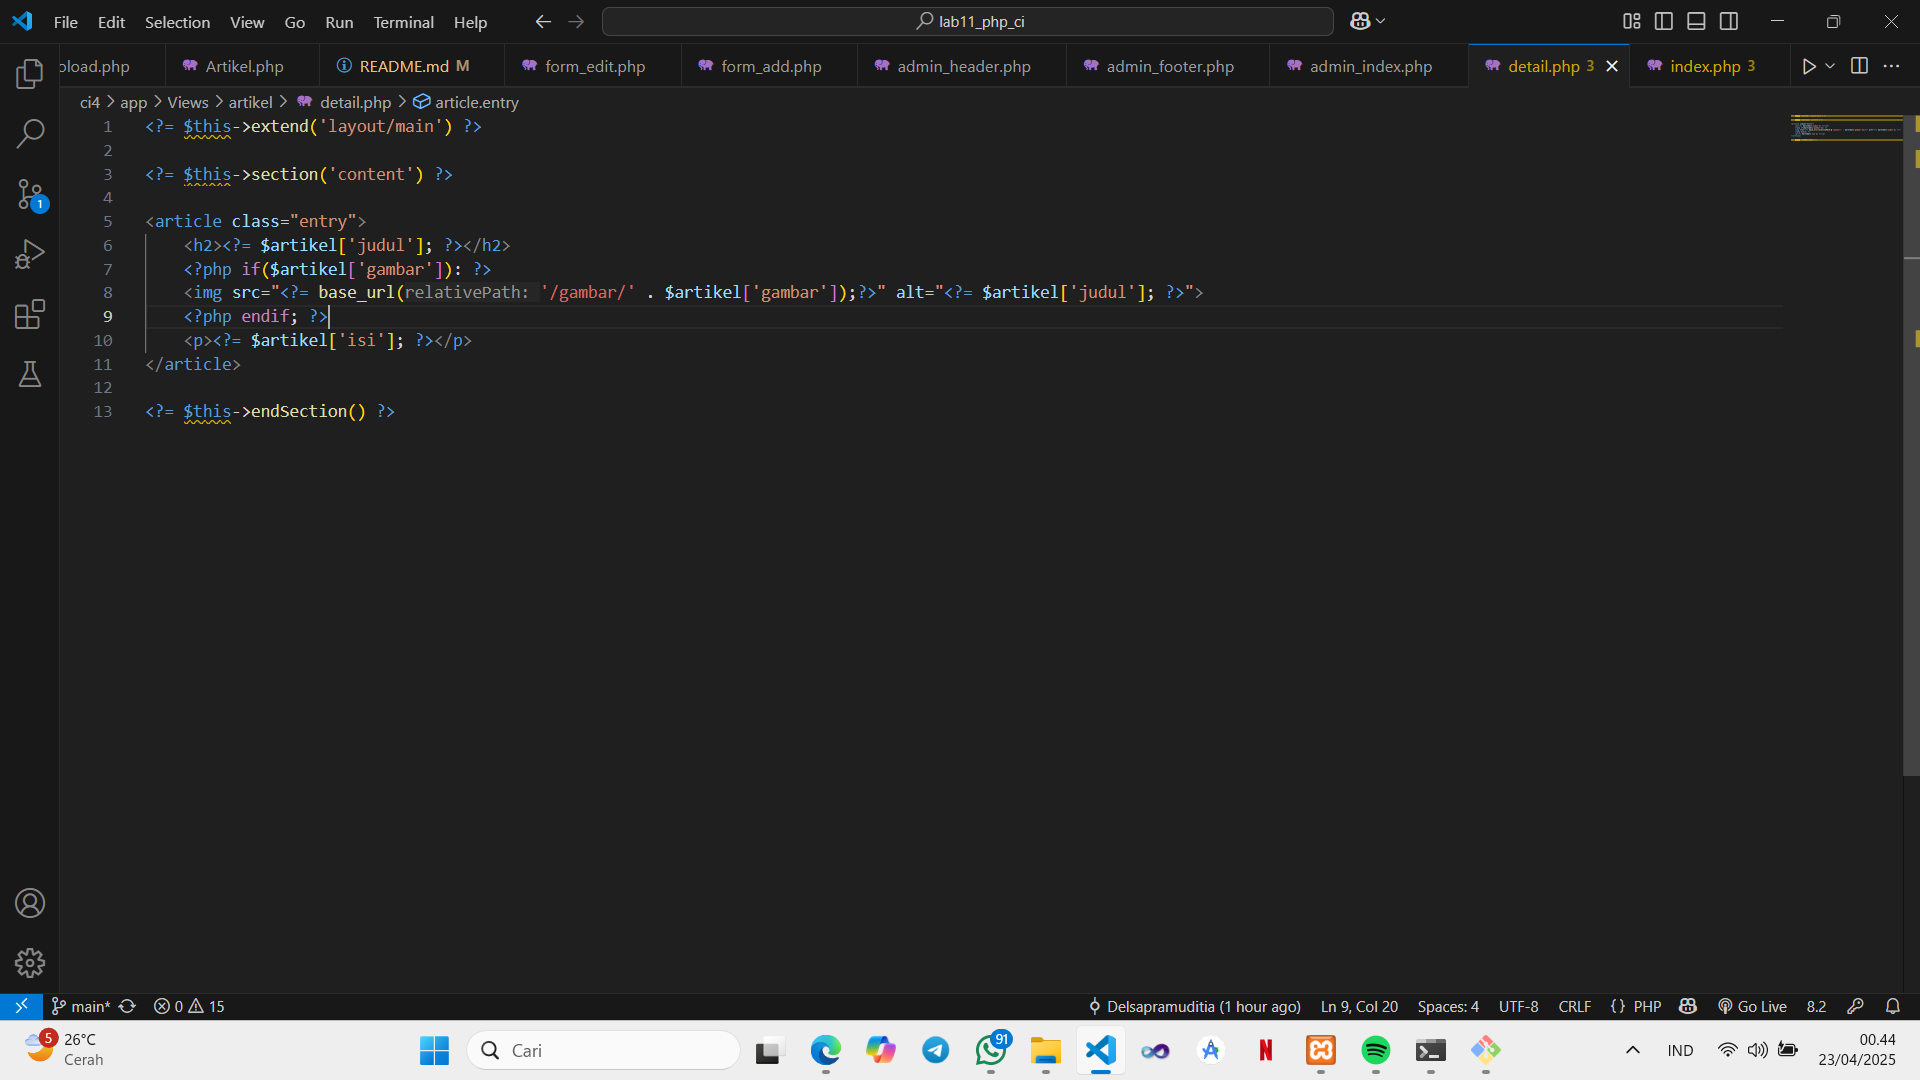 File Edit Selection View Go Run Terminal Help
lab11_php_ci
pload.php Artikel.php README.md M form_edit.php form_add.php admin_header.php admin_footer.php admin_index.php detail.php 3 index.php 3
ci4 > app > Views > artikel > detail.php > article.entry
1 <?= $this->extend('layout/main') ?>
2
3 <?= $this->section('content') ?>
4
5 <article class="entry">
6 <h2><?= $artikel['judul']; ?></h2>
7 <?php if($artikel['gambar']): ?>
8 <img src="<?= base_url(relativePath: '/gambar/' . $artikel['gambar']);?>" alt="<?= $artikel['judul']; ?>">
9 <?php endif; ?>
10 <p><?= $artikel['isi']; ?></p>
11 </article>
12
13 <?= $this->endSection() ?>
1
main* 0 15 Delsapramuditia (1 hour ago) Ln 9, Col 20 Spaces: 4 UTF-8 CRLF {} PHP Go Live 8.2
5 26°C
Cerah
Cari
91
N
IND
00.44
23/04/2025